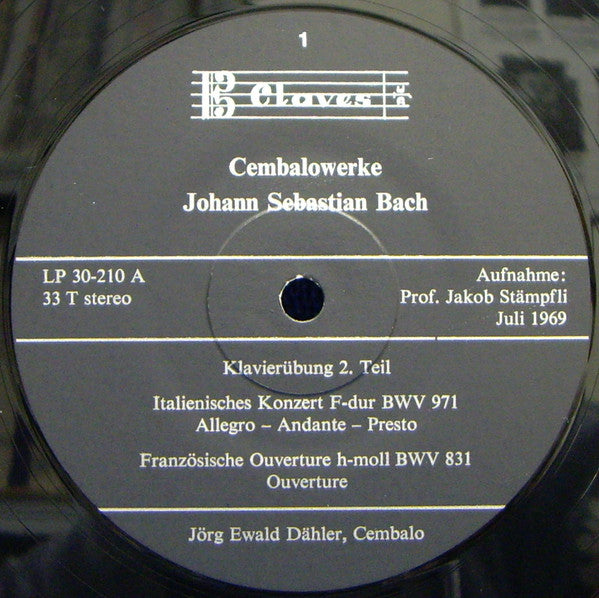 1
Claves
Cembalowerke
Johann Sebastian Bach
LP 30-210 A
33 T stereo
Aufnahme:
Prof. Jakob Stämpfli
Juli 1969
Klavierübung 2. Teil
Italienisches Konzert F-dur BWV 971
Allegro – Andante – Presto
Französische Ouverture h-moll BWV 831
Ouverture
Jörg Ewald Dähler, Cembalo